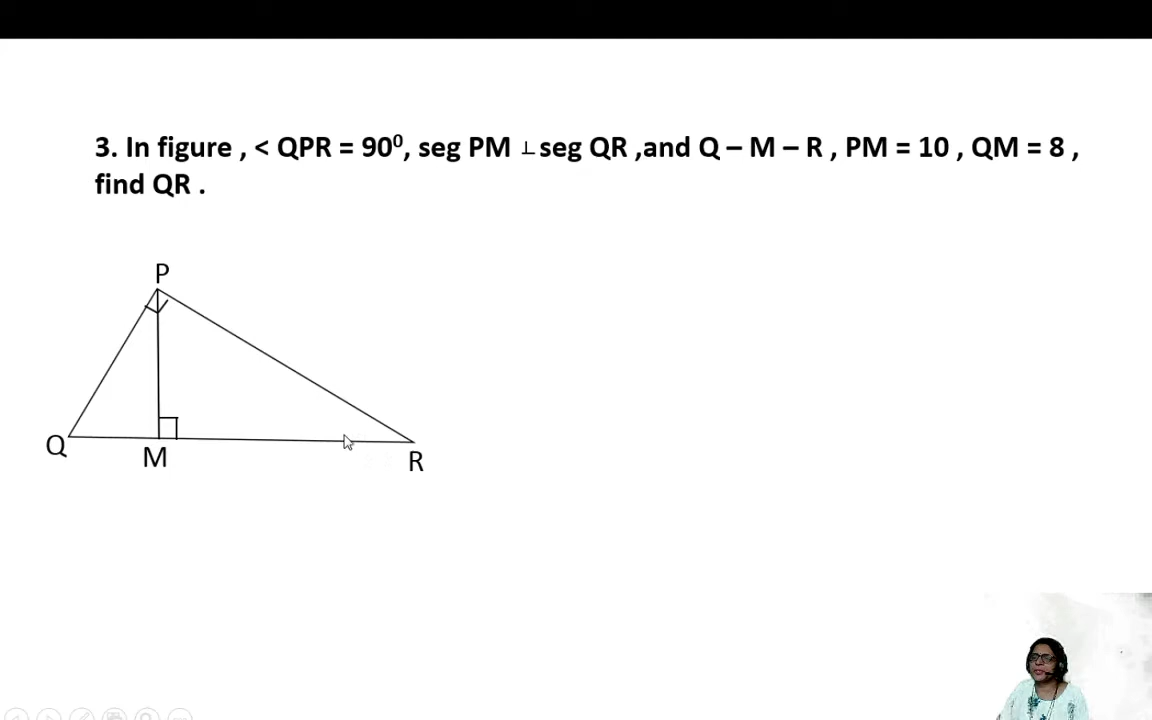 3. In figure , < QPR = 90⁰, seg PM ⊥ seg QR ,and Q – M – R , PM = 10 , QM = 8 ,
find QR .
P
Q
M
R